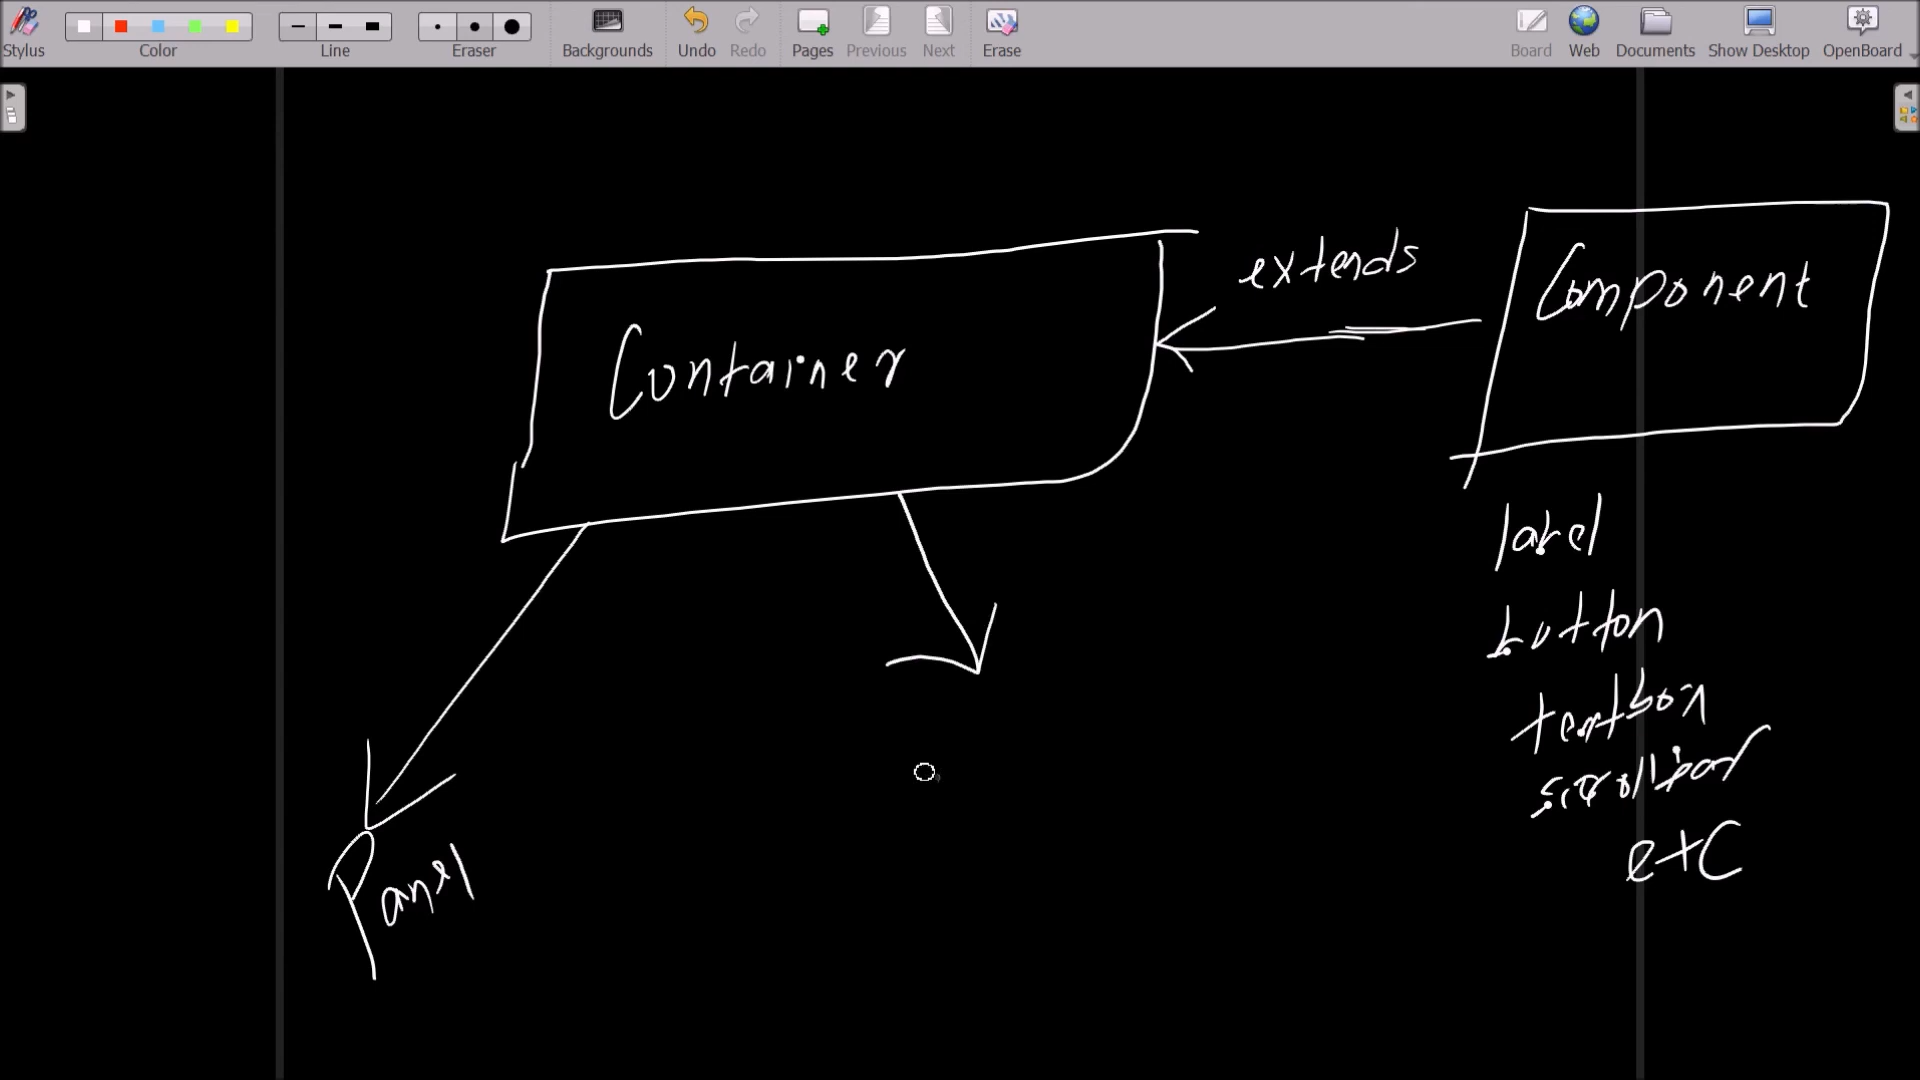 Stylus
Color
Line
Eraser
Backgrounds
Undo
Redo
Pages
Previous
Next
Erase
Board
Web
Documents
Show Desktop
OpenBoard
extends
Component
Container
label
button
textbox
scrollbar
etc
Panel